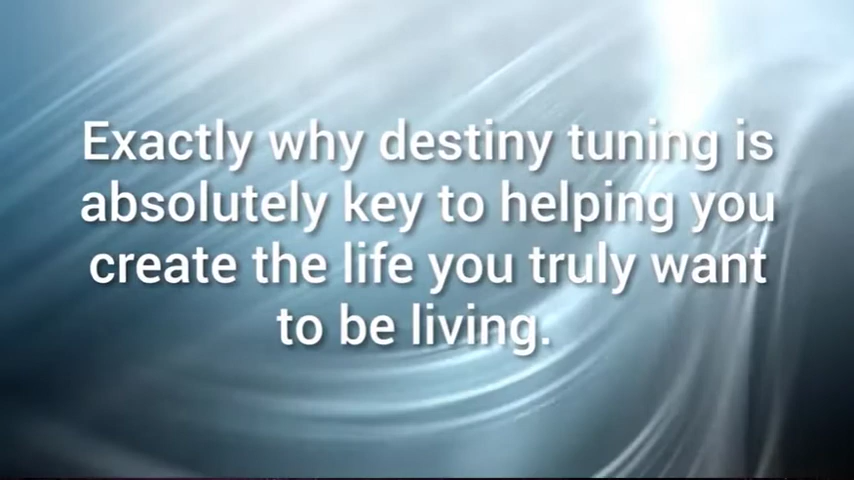 Exactly why destiny tuning is
absolutely key to helping you
create the life you truly want
to be living.